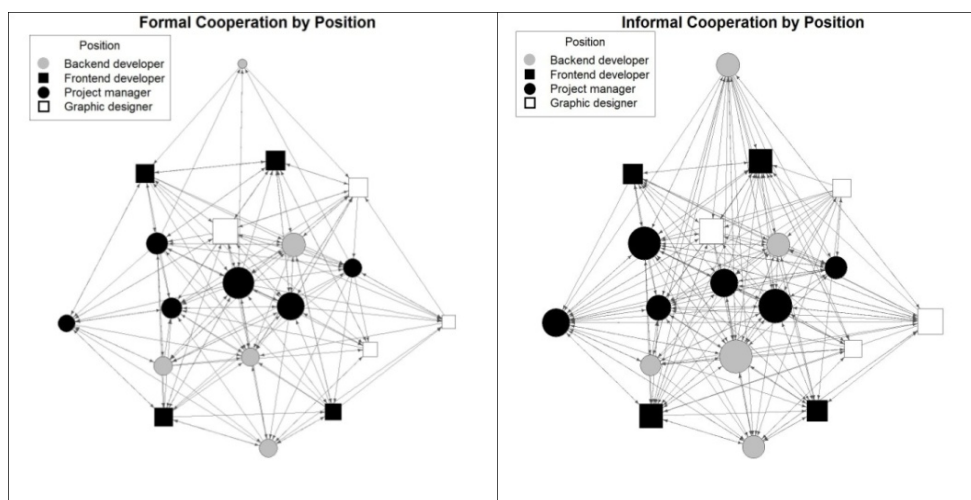 Formal Cooperation by Position
Position
Backend developer
Frontend developer
Project manager
Graphic designer
Informal Cooperation by Position
Position
Backend developer
Frontend developer
Project manager
Graphic designer